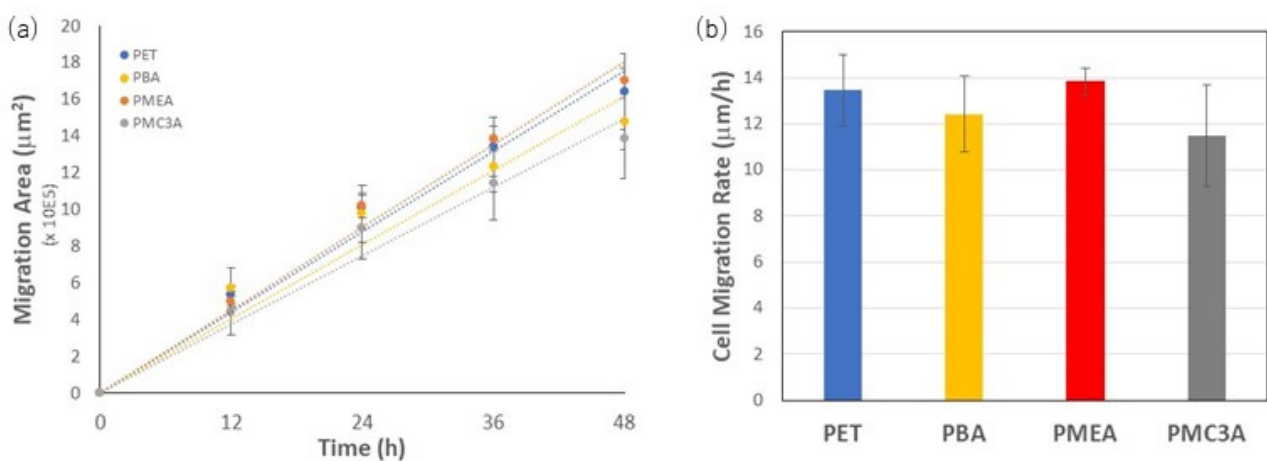 (a)
20
18
16
14
12
10
8
6
4
2
0
Migration Area (μm²)
(x 10E5)
PET
PBA
PMEA
PMC3A
0 12 24 36 48
Time (h)
(b)
16
14
12
10
8
6
4
2
0
Cell Migration Rate (μm/h)
PET PBA PMEA PMC3A